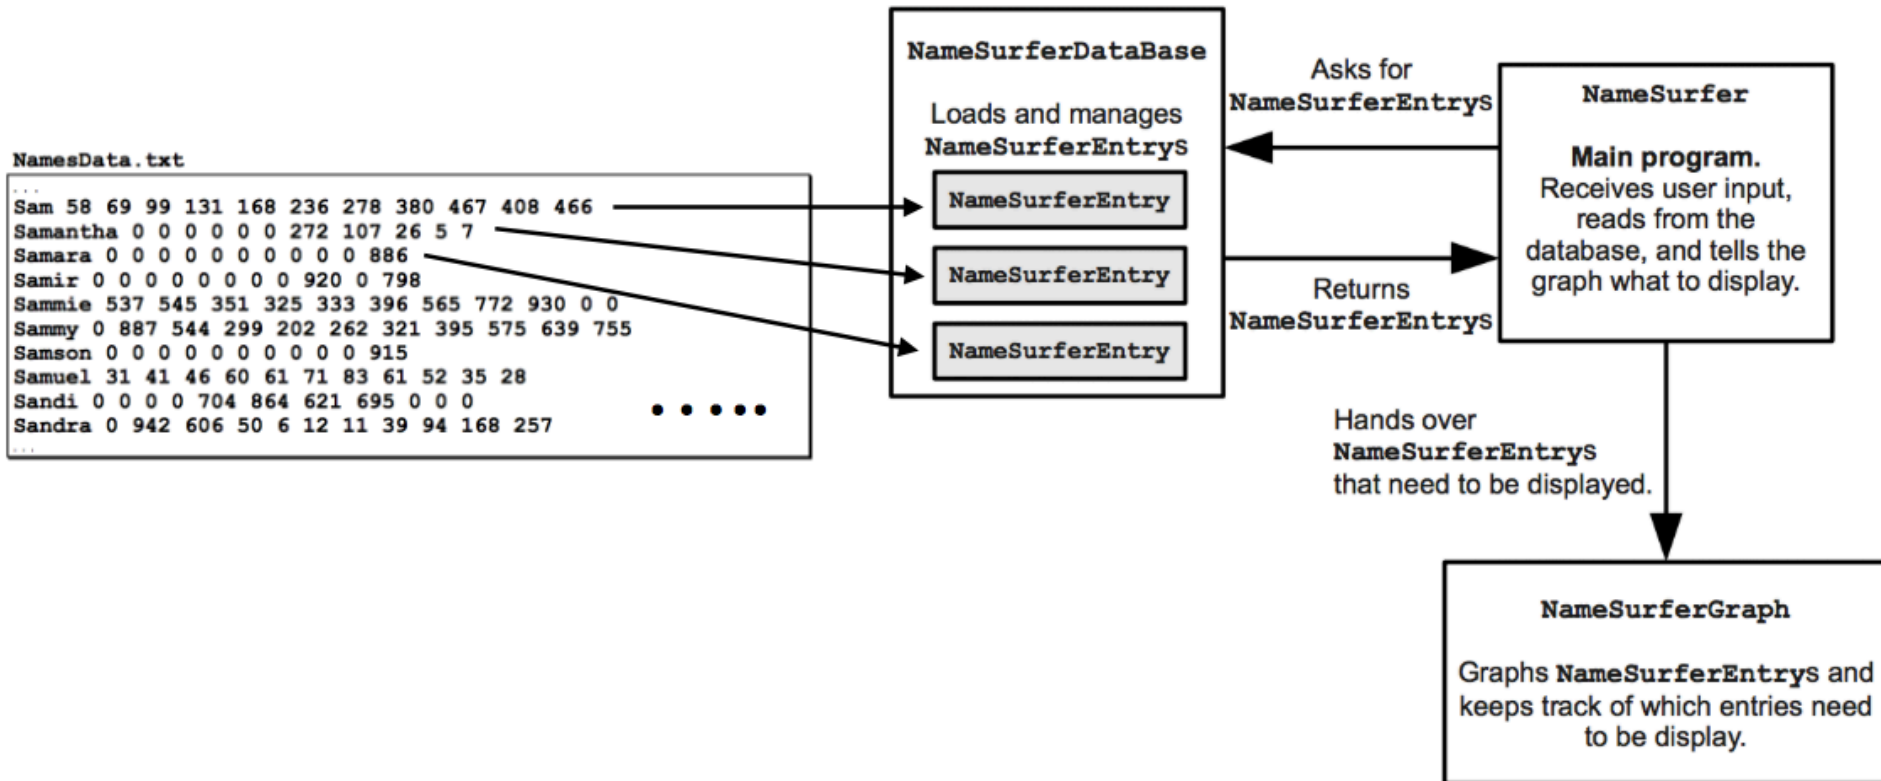 NamesData.txt
...
Sam 58 69 99 131 168 236 278 380 467 408 466
Samantha 0 0 0 0 0 0 272 107 26 5 7
Samara 0 0 0 0 0 0 0 0 0 0 886
Samir 0 0 0 0 0 0 0 0 920 0 798
Sammie 537 545 351 325 333 396 565 772 930 0 0
Sammy 0 887 544 299 202 262 321 395 575 639 755
Samson 0 0 0 0 0 0 0 0 0 0 915
Samuel 31 41 46 60 61 71 83 61 52 35 28
Sandi 0 0 0 0 704 864 621 695 0 0 0
Sandra 0 942 606 50 6 12 11 39 94 168 257
...
.....
NameSurferDataBase
Loads and manages
NameSurferEntrys
NameSurferEntry
NameSurferEntry
NameSurferEntry
Asks for
NameSurferEntrys
Returns
NameSurferEntrys
NameSurfer
Main program.
Receives user input,
reads from the
database, and tells the
graph what to display.
Hands over
NameSurferEntrys
that need to be displayed.
NameSurferGraph
Graphs NameSurferEntrys and
keeps track of which entries need
to be display.